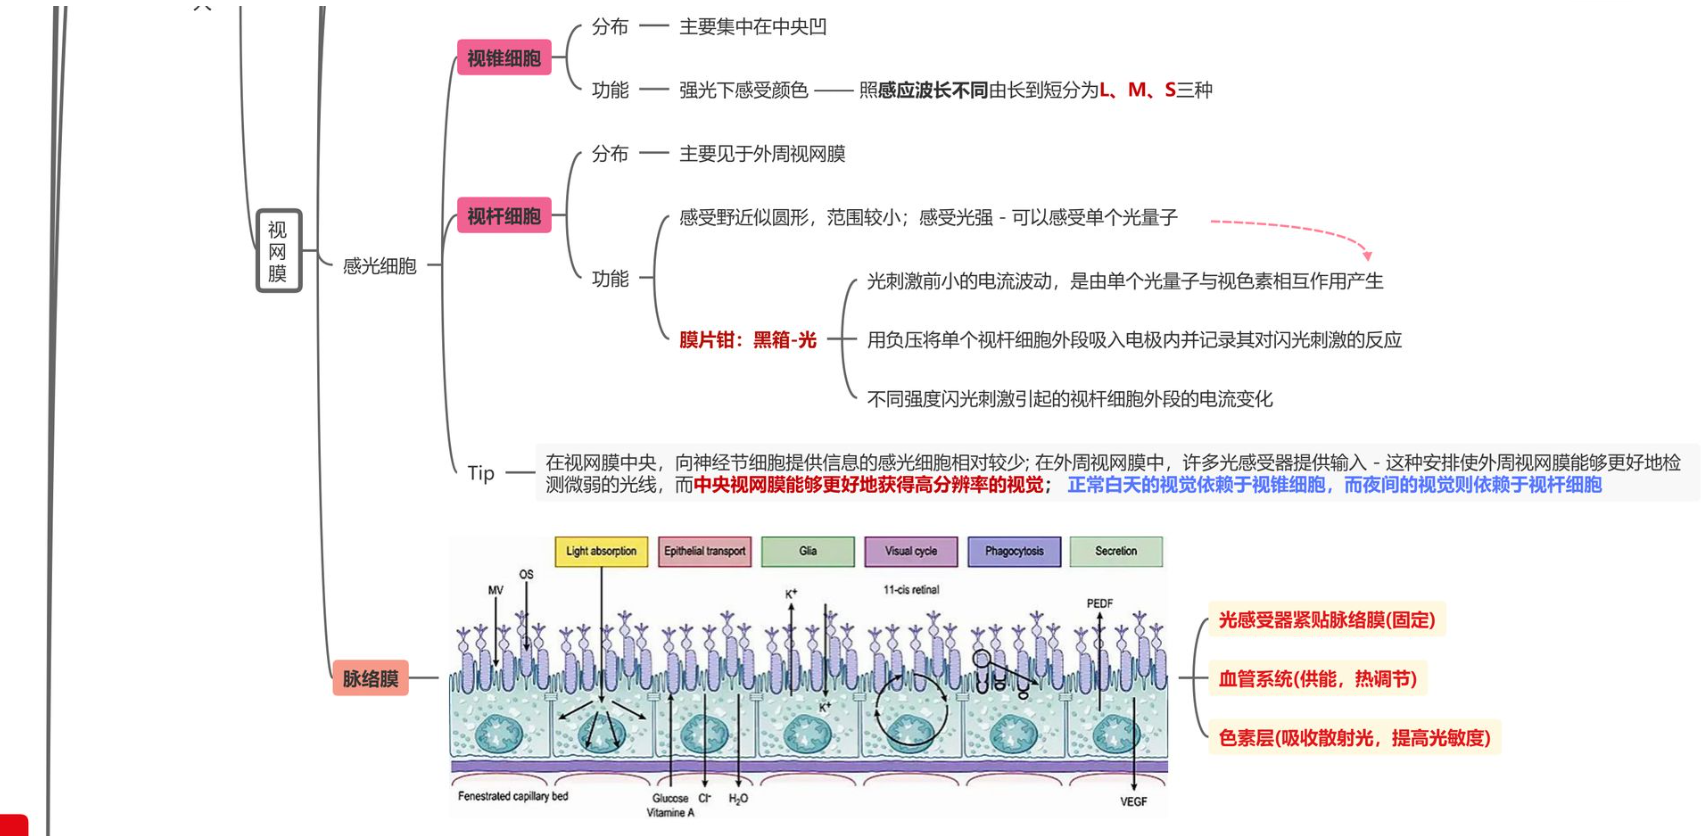 分布
主要集中在中央凹
视锥细胞
功能
强光下感受颜色
照感应波长不同由长到短分为L、M、S三种
分布
主要见于外周视网膜
视杆细胞
感受野近似圆形，范围较小；感受光强 - 可以感受单个光量子
视
网
膜
感光细胞
功能
光刺激前小的电流波动，是由单个光量子与视色素相互作用产生
膜片钳：黑箱-光
用负压将单个视杆细胞外段吸入电极内并记录其对闪光刺激的反应
不同强度闪光刺激引起的视杆细胞外段的电流变化
Tip
在视网膜中央，向神经节细胞提供信息的感光细胞相对较少; 在外周视网膜中，许多光感受器提供输入 - 这种安排使外周视网膜能够更好地检
测微弱的光线，而中央视网膜能够更好地获得高分辨率的视觉； 正常白天的视觉依赖于视锥细胞，而夜间的视觉则依赖于视杆细胞
Light absorption
Epithelial transport
Glia
Visual cycle
Phagocytosis
Secretion
MV
OS
K+
11-cis retinal
PEDF
K+
光感受器紧贴脉络膜(固定)
脉络膜
血管系统(供能，热调节)
色素层(吸收散射光，提高光敏度)
Fenestrated capillary bed
Glucose
Vitamine A
Cl-
H2O
VEGF